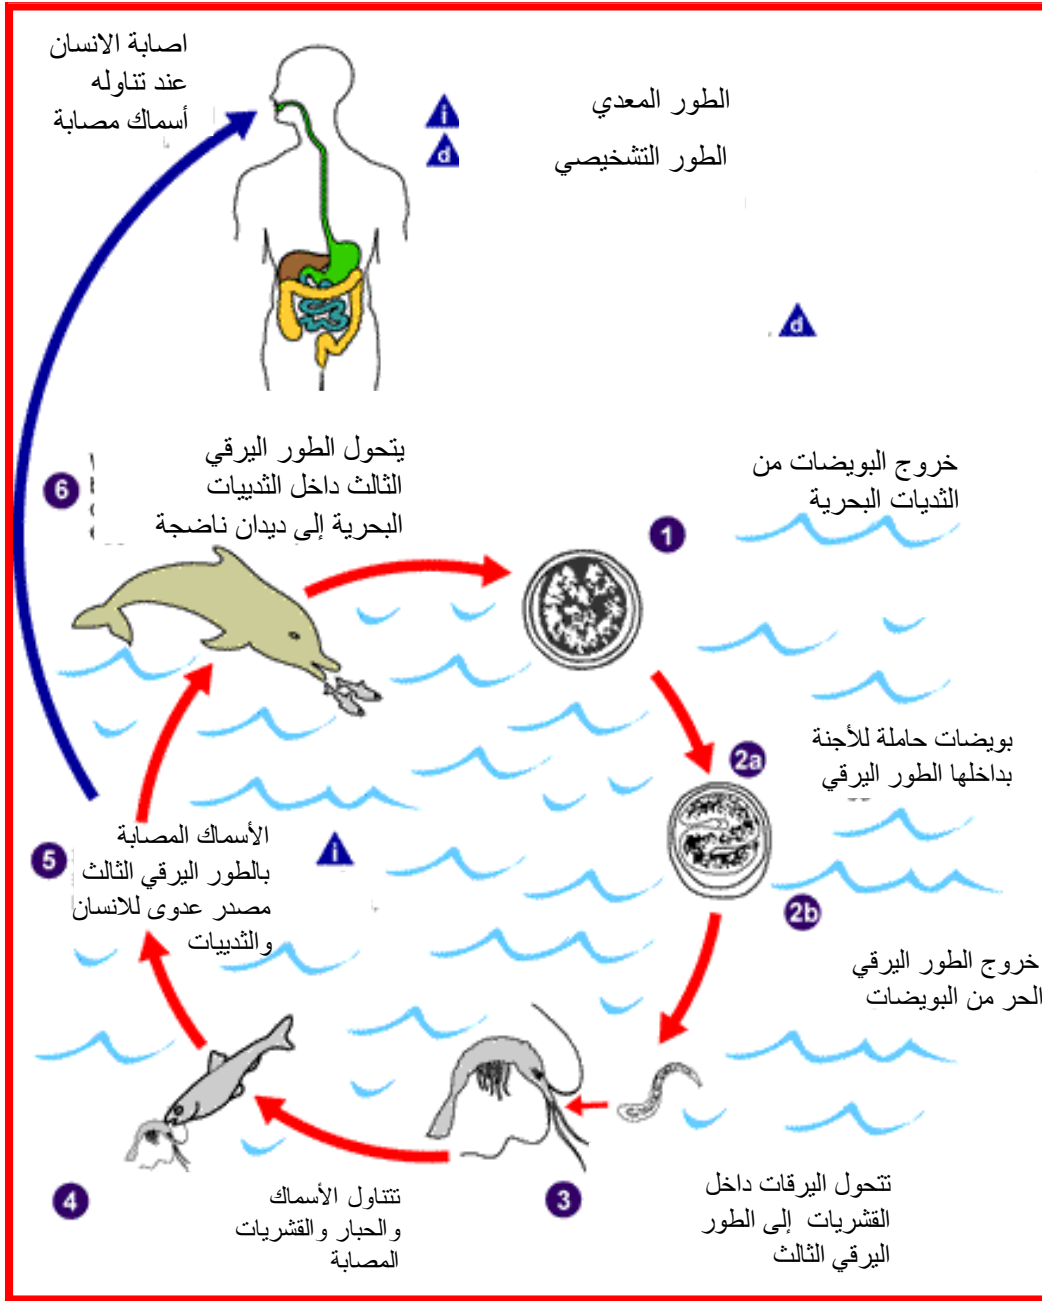 اصابة الانسان
عند تناوله
أسماك مصابة
i
الطور المعدي
d
الطور التشخيصي
d
6
يتحول الطور اليرقي
الثالث داخل الثدييات
البحرية إلى ديدان ناضجة
1
خروج البويضات من
الثديات البحرية
2a
بويضات حاملة للأجنة
بداخلها الطور اليرقي
2b
خروج الطور اليرقي
الحر من البويضات
3
تتحول اليرقات داخل
القشريات إلى الطور
اليرقي الثالث
4
تتناول الأسماك
والحبار والقشريات
المصابة
5
الأسماك المصابة
بالطور اليرقي الثالث
مصدر عدوى للانسان
والثدييات
i